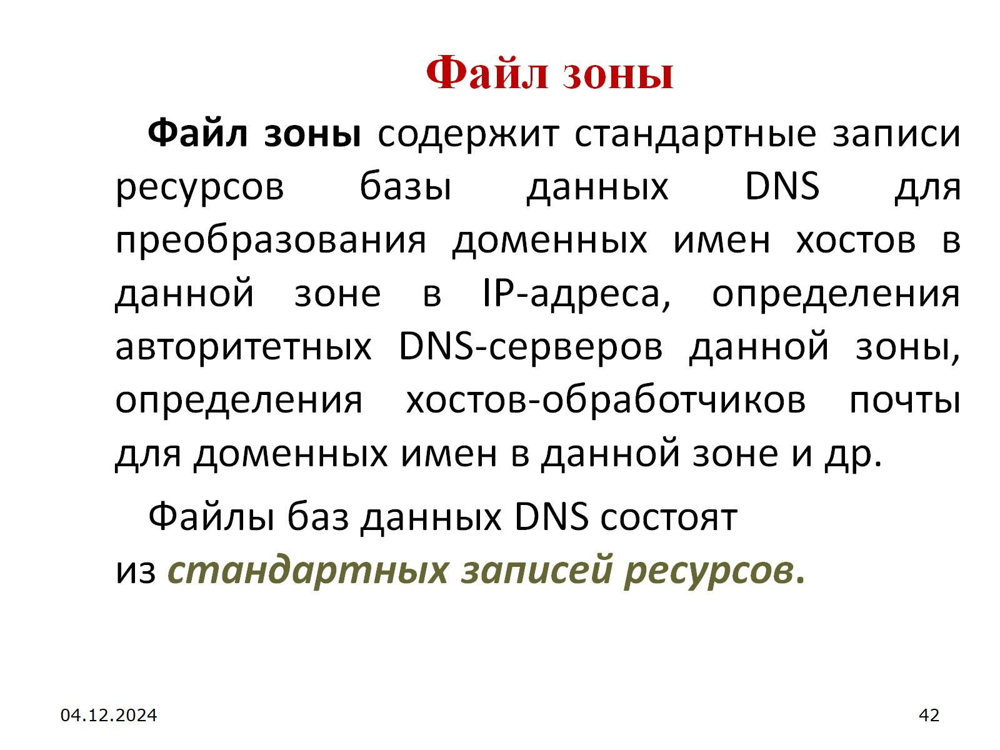 Файл зоны
Файл зоны содержит стандартные записи
ресурсов базы данных DNS для
преобразования доменных имен хостов в
данной зоне в IP-адреса, определения
авторитетных DNS-серверов данной зоны,
определения хостов-обработчиков почты
для доменных имен в данной зоне и др.
Файлы баз данных DNS состоят
из стандартных записей ресурсов.
04.12.2024
42